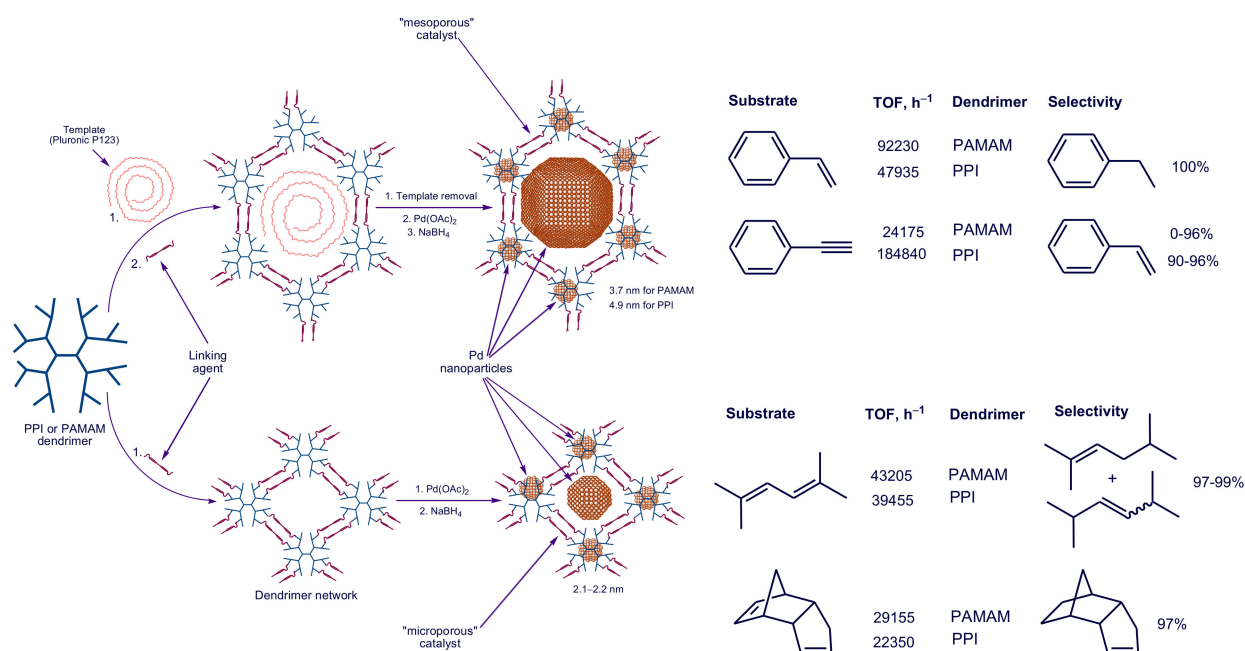 "mesoporous"
catalyst
Template
(Pluronic P123)
1.
2.
1. Template removal
2. Pd(OAc)2
3. NaBH4
3.7 nm for PAMAM
4.9 nm for PPI
Linking
agent
Pd
nanoparticles
PPI or PAMAM
dendrimer
1.
1. Pd(OAc)2
2. NaBH4
Dendrimer network
2.1–2.2 nm
"microporous"
catalyst
Substrate TOF, h–1 Dendrimer Selectivity
92230 PAMAM
47935 PPI
100%
24175 PAMAM
184840 PPI
0-96%
90-96%
Substrate TOF, h–1 Dendrimer Selectivity
43205 PAMAM
39455 PPI
+
97-99%
29155 PAMAM
22350 PPI
97%